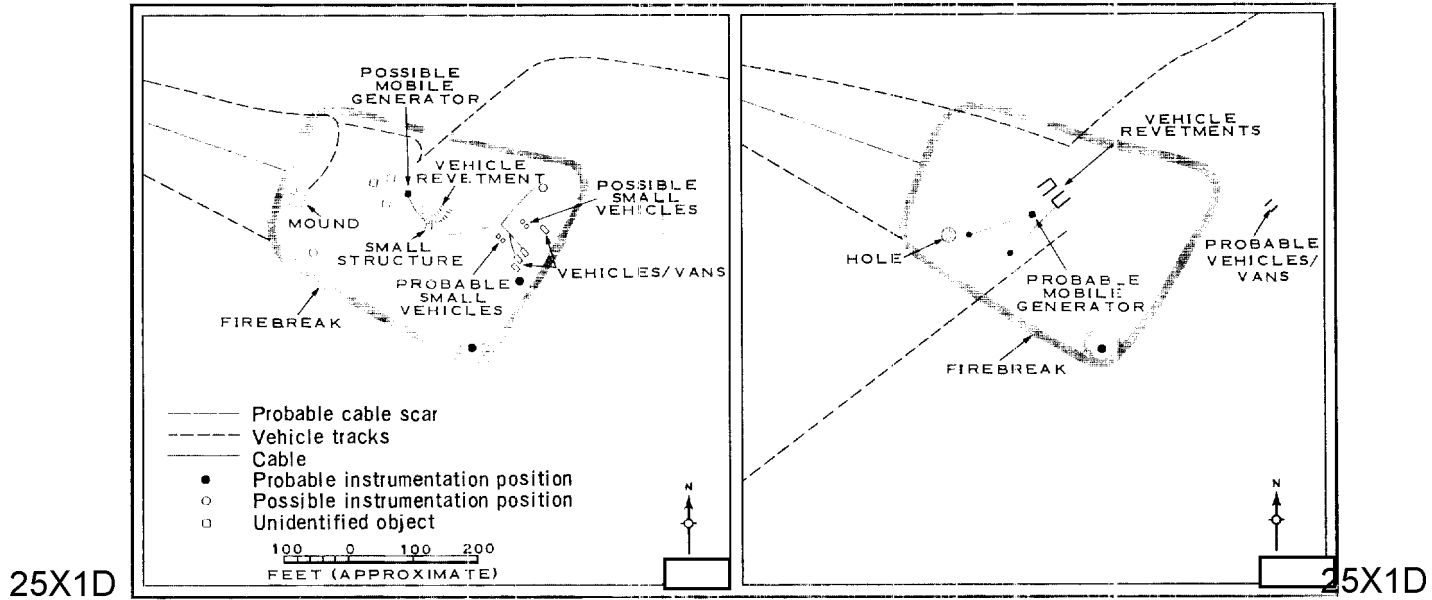 POSSIBLE
MOBILE
GENERATOR
VEHICLE
REVETMENT
POSSIBLE
SMALL
VEHICLES
MOUND
SMALL
STRUCTURE
VEHICLES/VANS
PROBABLE
SMALL
VEHICLES
FIREBREAK
Probable cable scar
Vehicle tracks
Cable
Probable instrumentation position
Possible instrumentation position
Unidentified object
100 0 100 200
FEET (APPROXIMATE)
N
25X1D
VEHICLE
REVETMENTS
HOLE
PROBABLE
VEHICLES/
VANS
PROBABLE
MOBILE
GENERATOR
FIREBREAK
N
25X1D